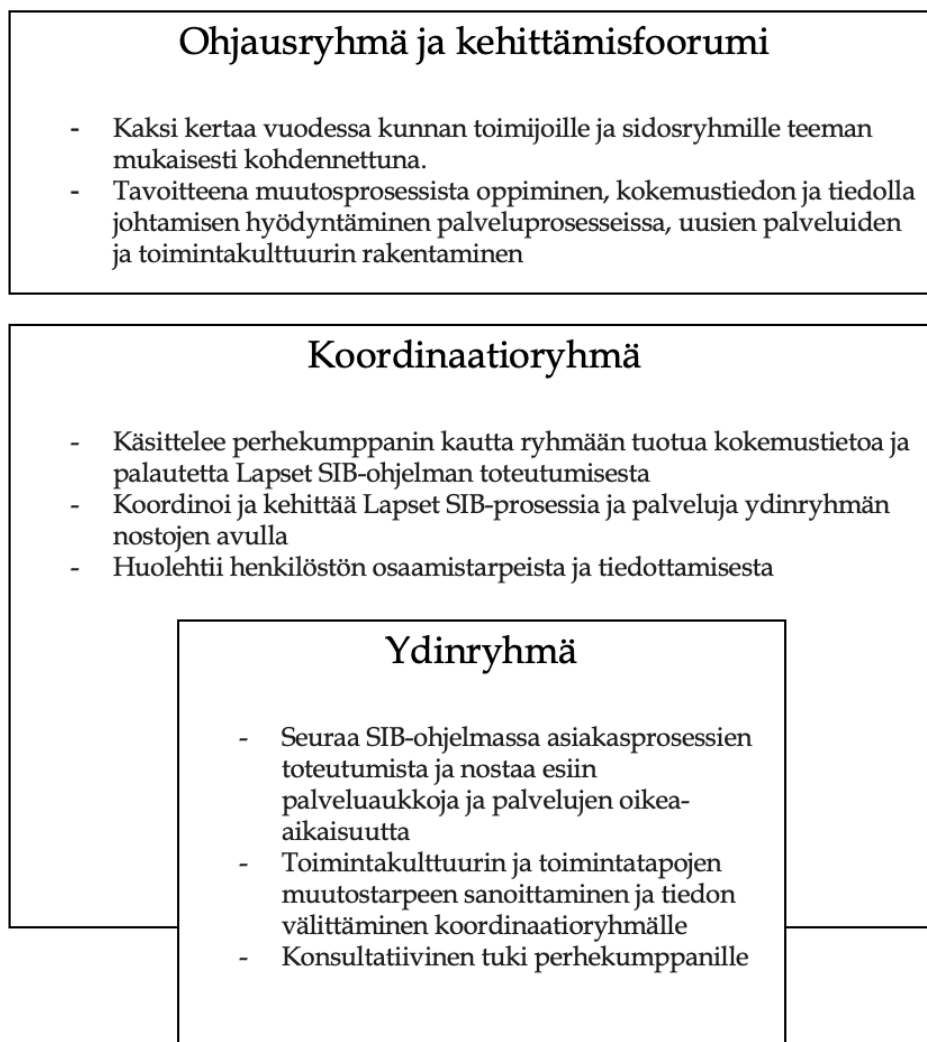 Ohjausryhmä ja kehittämisfoorumi
- Kaksi kertaa vuodessa kunnan toimijoille ja sidosryhmille teeman
mukaisesti kohdennettuna.
- Tavoitteena muutosprosessista oppiminen, kokemustiedon ja tiedolla
johtamisen hyödyntäminen palveluprosesseissa, uusien palveluiden
ja toimintakulttuurin rakentaminen
Koordinaatioryhmä
- Käsittelee perhekumppanin kautta ryhmään tuotua kokemustietoa ja
palautetta Lapset SIB-ohjelman toteutumisesta
- Koordinoi ja kehittää Lapset SIB-prosessia ja palveluja ydinryhmän
nostojen avulla
- Huolehtii henkilöstön osaamistarpeista ja tiedottamisesta
Ydinryhmä
- Seuraa SIB-ohjelmassa asiakasprosessien
toteutumista ja nostaa esiin
palveluaukkoja ja palvelujen oikea-
aikaisuutta
- Toimintakulttuurin ja toimintatapojen
muutostarpeen sanoittaminen ja tiedon
välittäminen koordinaatioryhmälle
- Konsultatiivinen tuki perhekumppanille